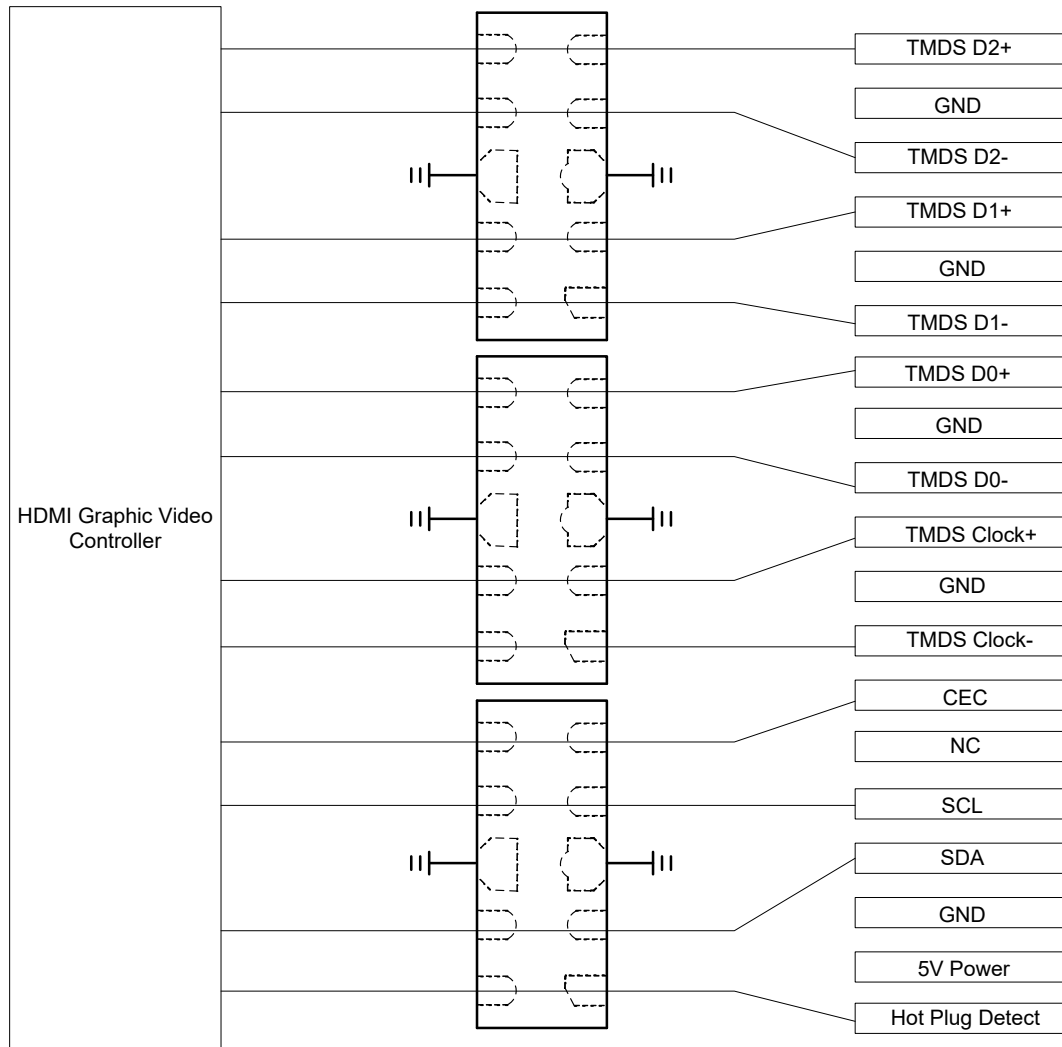 TMDS D2+
GND
TMDS D2-
TMDS D1+
GND
TMDS D1-
TMDS D0+
GND
TMDS D0-
HDMI Graphic Video
Controller
TMDS Clock+
GND
TMDS Clock-
CEC
NC
SCL
SDA
GND
5V Power
Hot Plug Detect